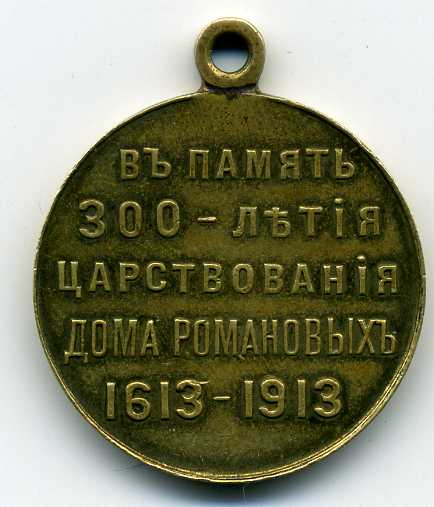 ВЪ ПАМЯТЬ
300-ЛѢТІЯ
ЦАРСТВОВАНІЯ
ДОМА РОМАНОВЫХЪ
1613-1913